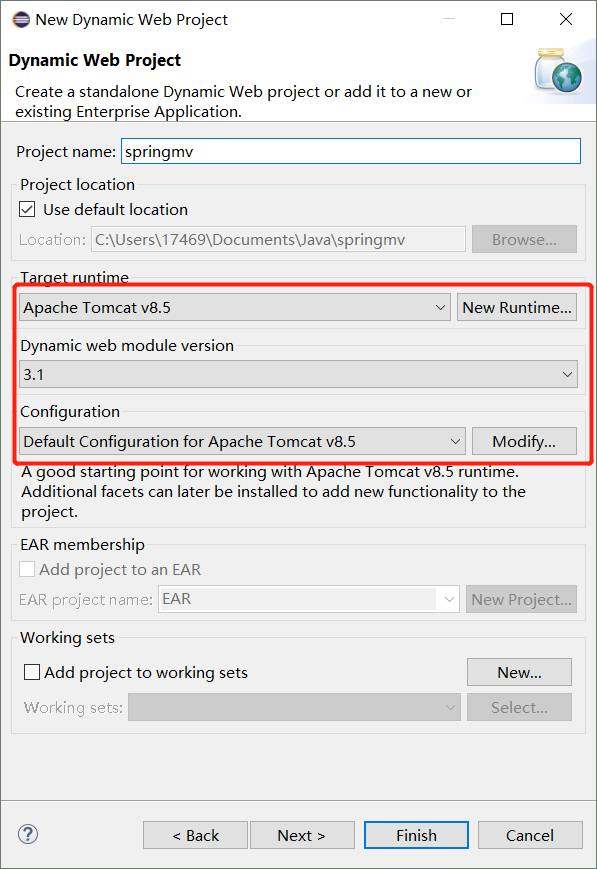 New Dynamic Web Project
Dynamic Web Project
Create a standalone Dynamic Web project or add it to a new or
existing Enterprise Application.
Project name: springmv
Project location
Use default location
Location: C:\Users\17469\Documents\Java\springmv Browse...
Target runtime
Apache Tomcat v8.5 New Runtime...
Dynamic web module version
3.1
Configuration
Default Configuration for Apache Tomcat v8.5 Modify...
A good starting point for working with Apache Tomcat v8.5 runtime.
Additional facets can later be installed to add new functionality to the
project.
EAR membership
Add project to an EAR
EAR project name: EAR New Project...
Working sets
Add project to working sets New...
Working sets: Select...
? < Back Next > Finish Cancel